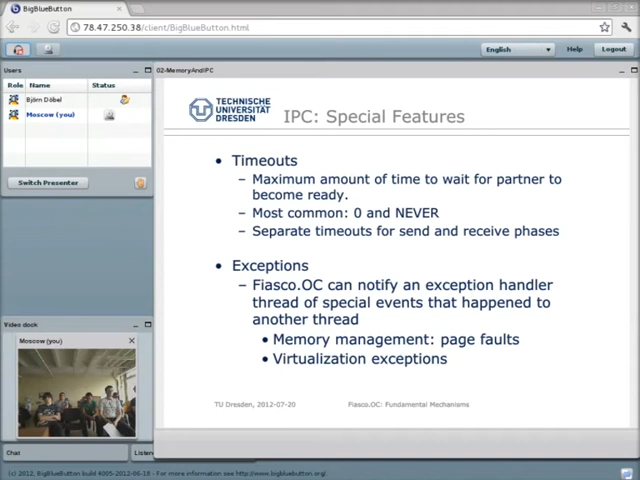 BigBlueButton
78.47.250.38/client/BigBlueButton.html
English
Help
Logout
Users
Role Name Status
Björn Döbel
Moscow (you)
Switch Presenter
Video dock
Moscow (you)
Chat
Listen
02-MemoryAndIPC
TECHNISCHE
UNIVERSITÄT
DRESDEN
IPC: Special Features
• Timeouts
– Maximum amount of time to wait for partner to
become ready.
– Most common: 0 and NEVER
– Separate timeouts for send and receive phases
• Exceptions
– Fiasco.OC can notify an exception handler
thread of special events that happened to
another thread
• Memory management: page faults
• Virtualization exceptions
TU Dresden, 2012-07-20
Fiasco.OC: Fundamental Mechanisms
(c) 2012, BigBlueButton build 4005-2012-06-18 - For more information see http://www.bigbluebutton.org/